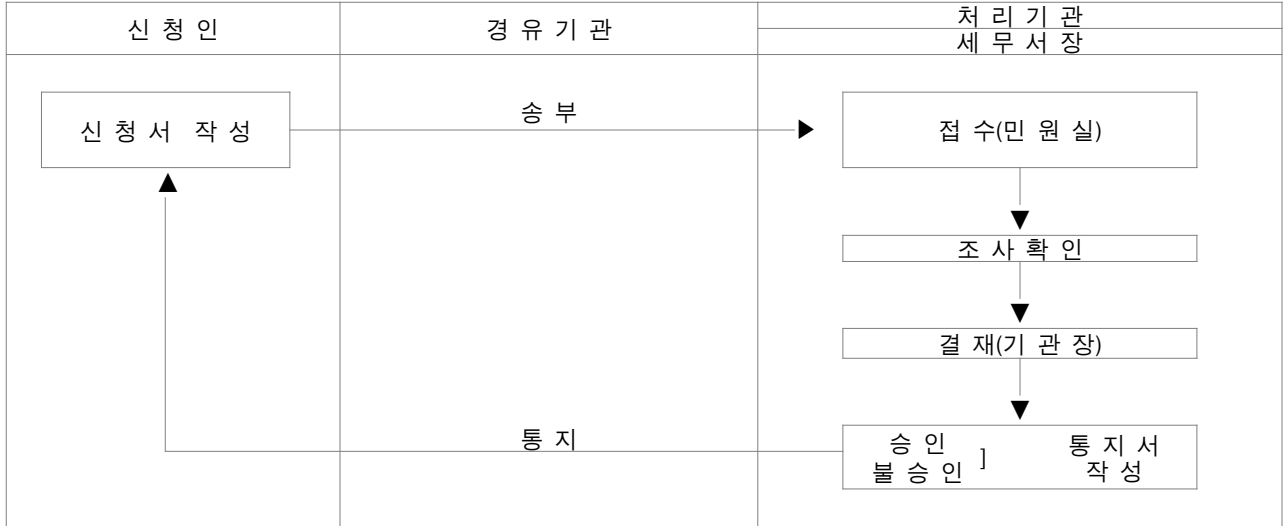 신 청 인
경 유 기 관
처 리 기 관
세 무 서 장
신 청 서 작 성
송 부
접 수(민 원 실)
조 사 확 인
결 재(기 관 장)
통 지
승 인 ] 통 지 서
불 승 인 작 성